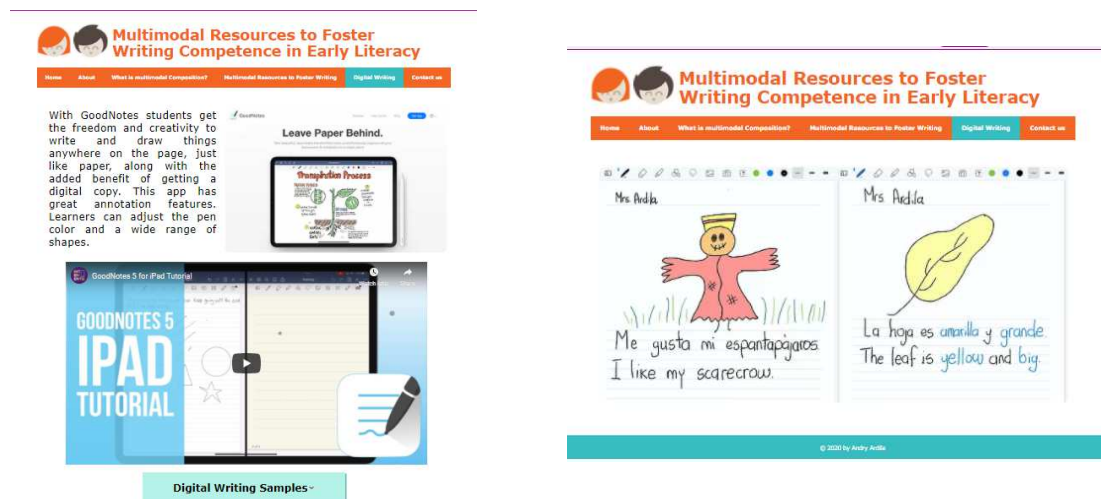 Multimodal Resources to Foster
Writing Competence in Early Literacy
Home About What is multimodal Composition? Multimodal Resources to Foster Writing Digital Writing Contact us
With GoodNotes students get
the freedom and creativity to
write and draw things
anywhere on the page, just
like paper, along with the
added benefit of getting a
digital copy. This app has
great annotation features.
Learners can adjust the pen
color and a wide range of
shapes.
GoodNotes
Leave Paper Behind.
Transpiration Process
GoodNotes 5 for iPad Tutorial
GOODNOTES 5
IPAD
TUTORIAL
Digital Writing Samples
Multimodal Resources to Foster
Writing Competence in Early Literacy
Home About What is multimodal Composition? Multimodal Resources to Foster Writing Digital Writing Contact us
Mrs. Ardila
Me gusta mi espantapájaros.
I like my scarecrow.
Mrs. Ardila
La hoja es amarilla y grande.
The leaf is yellow and big.
© 2020 by Andry Ardila